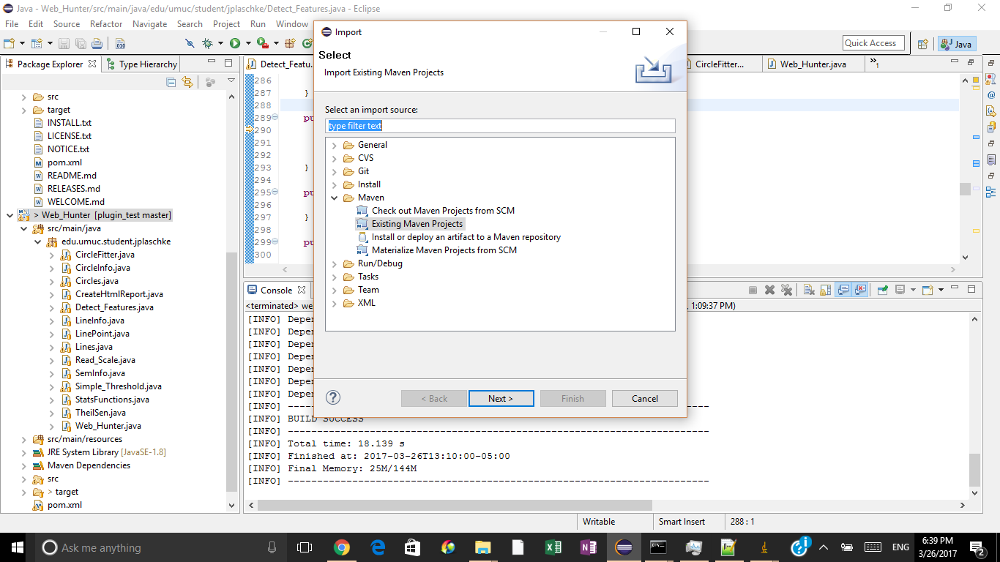 Java - Web_Hunter/src/main/java/edu/umuc/student/jplaschke/Detect_Features.java - Eclipse
File Edit Source Refactor Navigate Search Project Run Window
Quick Access
Java
Package Explorer
Type Hierarchy
src
target
INSTALL.txt
LICENSE.txt
NOTICE.txt
pom.xml
README.md
RELEASES.md
WELCOME.md
> Web_Hunter [plugin_test master]
src/main/java
edu.umuc.student.jplaschke
CircleFitter.java
CircleInfo.java
Circles.java
CreateHtmlReport.java
Detect_Features.java
LineInfo.java
LinePoint.java
Lines.java
Read_Scale.java
SemInfo.java
Simple_Threshold.java
StatsFunctions.java
TheilSen.java
Web_Hunter.java
src/main/resources
JRE System Library [JavaSE-1.8]
Maven Dependencies
src
> target
pom.xml
Detect_Featu..
CircleFitter...
Web_Hunter.java
»1
286
287 }
288
289 pu
290
291
292
293 }
294
295 pu
296
297 }
298
299 pu
300
Import
Select
Import Existing Maven Projects
Select an import source:
type filter text
General
CVS
Git
Install
Maven
Check out Maven Projects from SCM
Existing Maven Projects
Install or deploy an artifact to a Maven repository
Materialize Maven Projects from SCM
Run/Debug
Tasks
Team
XML
< Back
Next >
Finish
Cancel
Console
<terminated> we
, 1:09:37 PM)
[INFO] Depe
[INFO] Depe
[INFO] Depe
[INFO] Depe
[INFO] Depe
[INFO] Depe
[INFO] Depe
[INFO] ------------------------------------------------------------------------
[INFO] BUILD SUCCESS
[INFO] ------------------------------------------------------------------------
[INFO] Total time: 18.139 s
[INFO] Finished at: 2017-03-26T13:10:00-05:00
[INFO] Final Memory: 25M/144M
[INFO] ------------------------------------------------------------------------
Writable
Smart Insert
288 : 1
Ask me anything
ENG
6:39 PM
3/26/2017
2